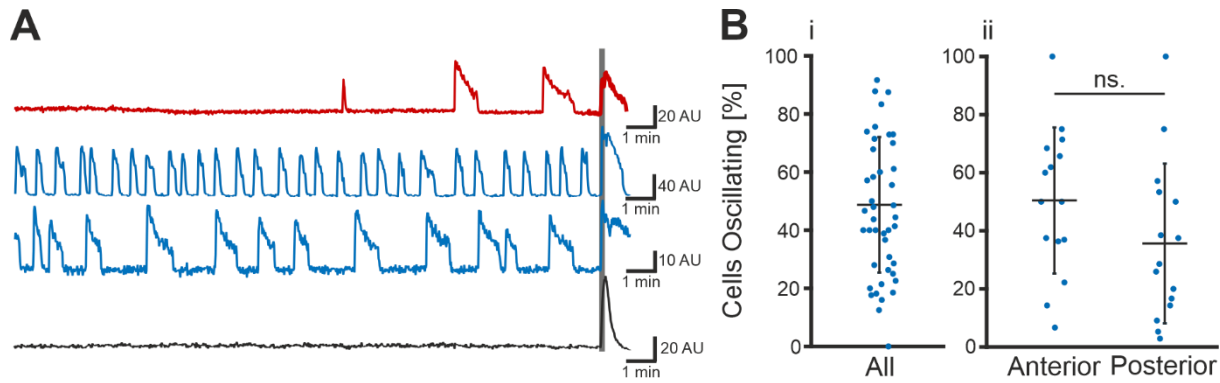 A
20 AU
1 min
40 AU
1 min
10 AU
1 min
20 AU
1 min
B
i
Cells Oscillating [%]
100
80
60
40
20
0
All
ii
100
80
60
40
20
0
ns.
Anterior Posterior